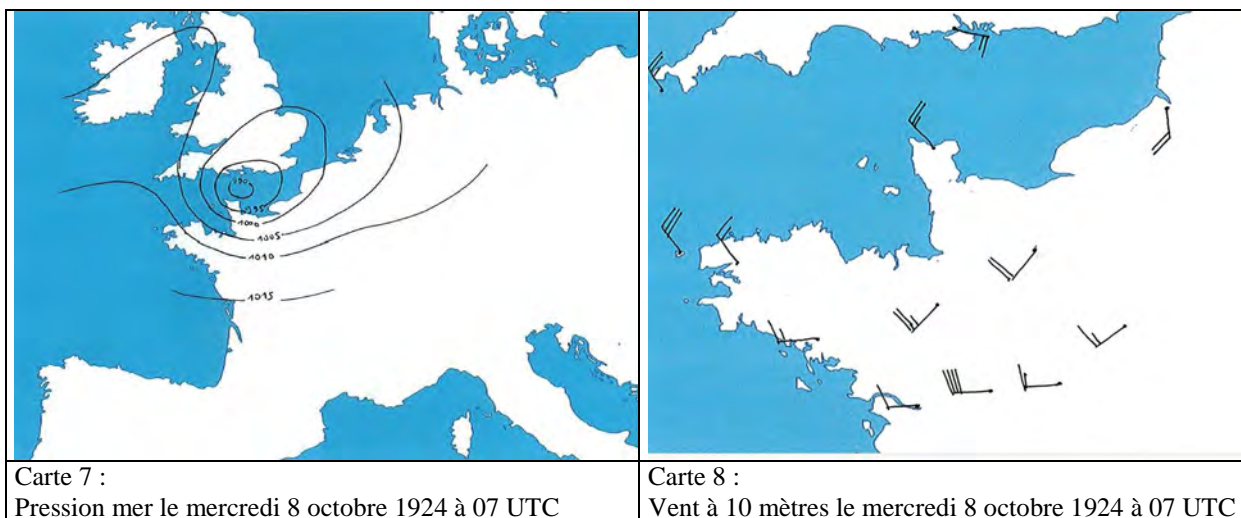 995
1000
1005
1010
1015
Carte 7 :
Pression mer le mercredi 8 octobre 1924 à 07 UTC
Carte 8 :
Vent à 10 mètres le mercredi 8 octobre 1924 à 07 UTC